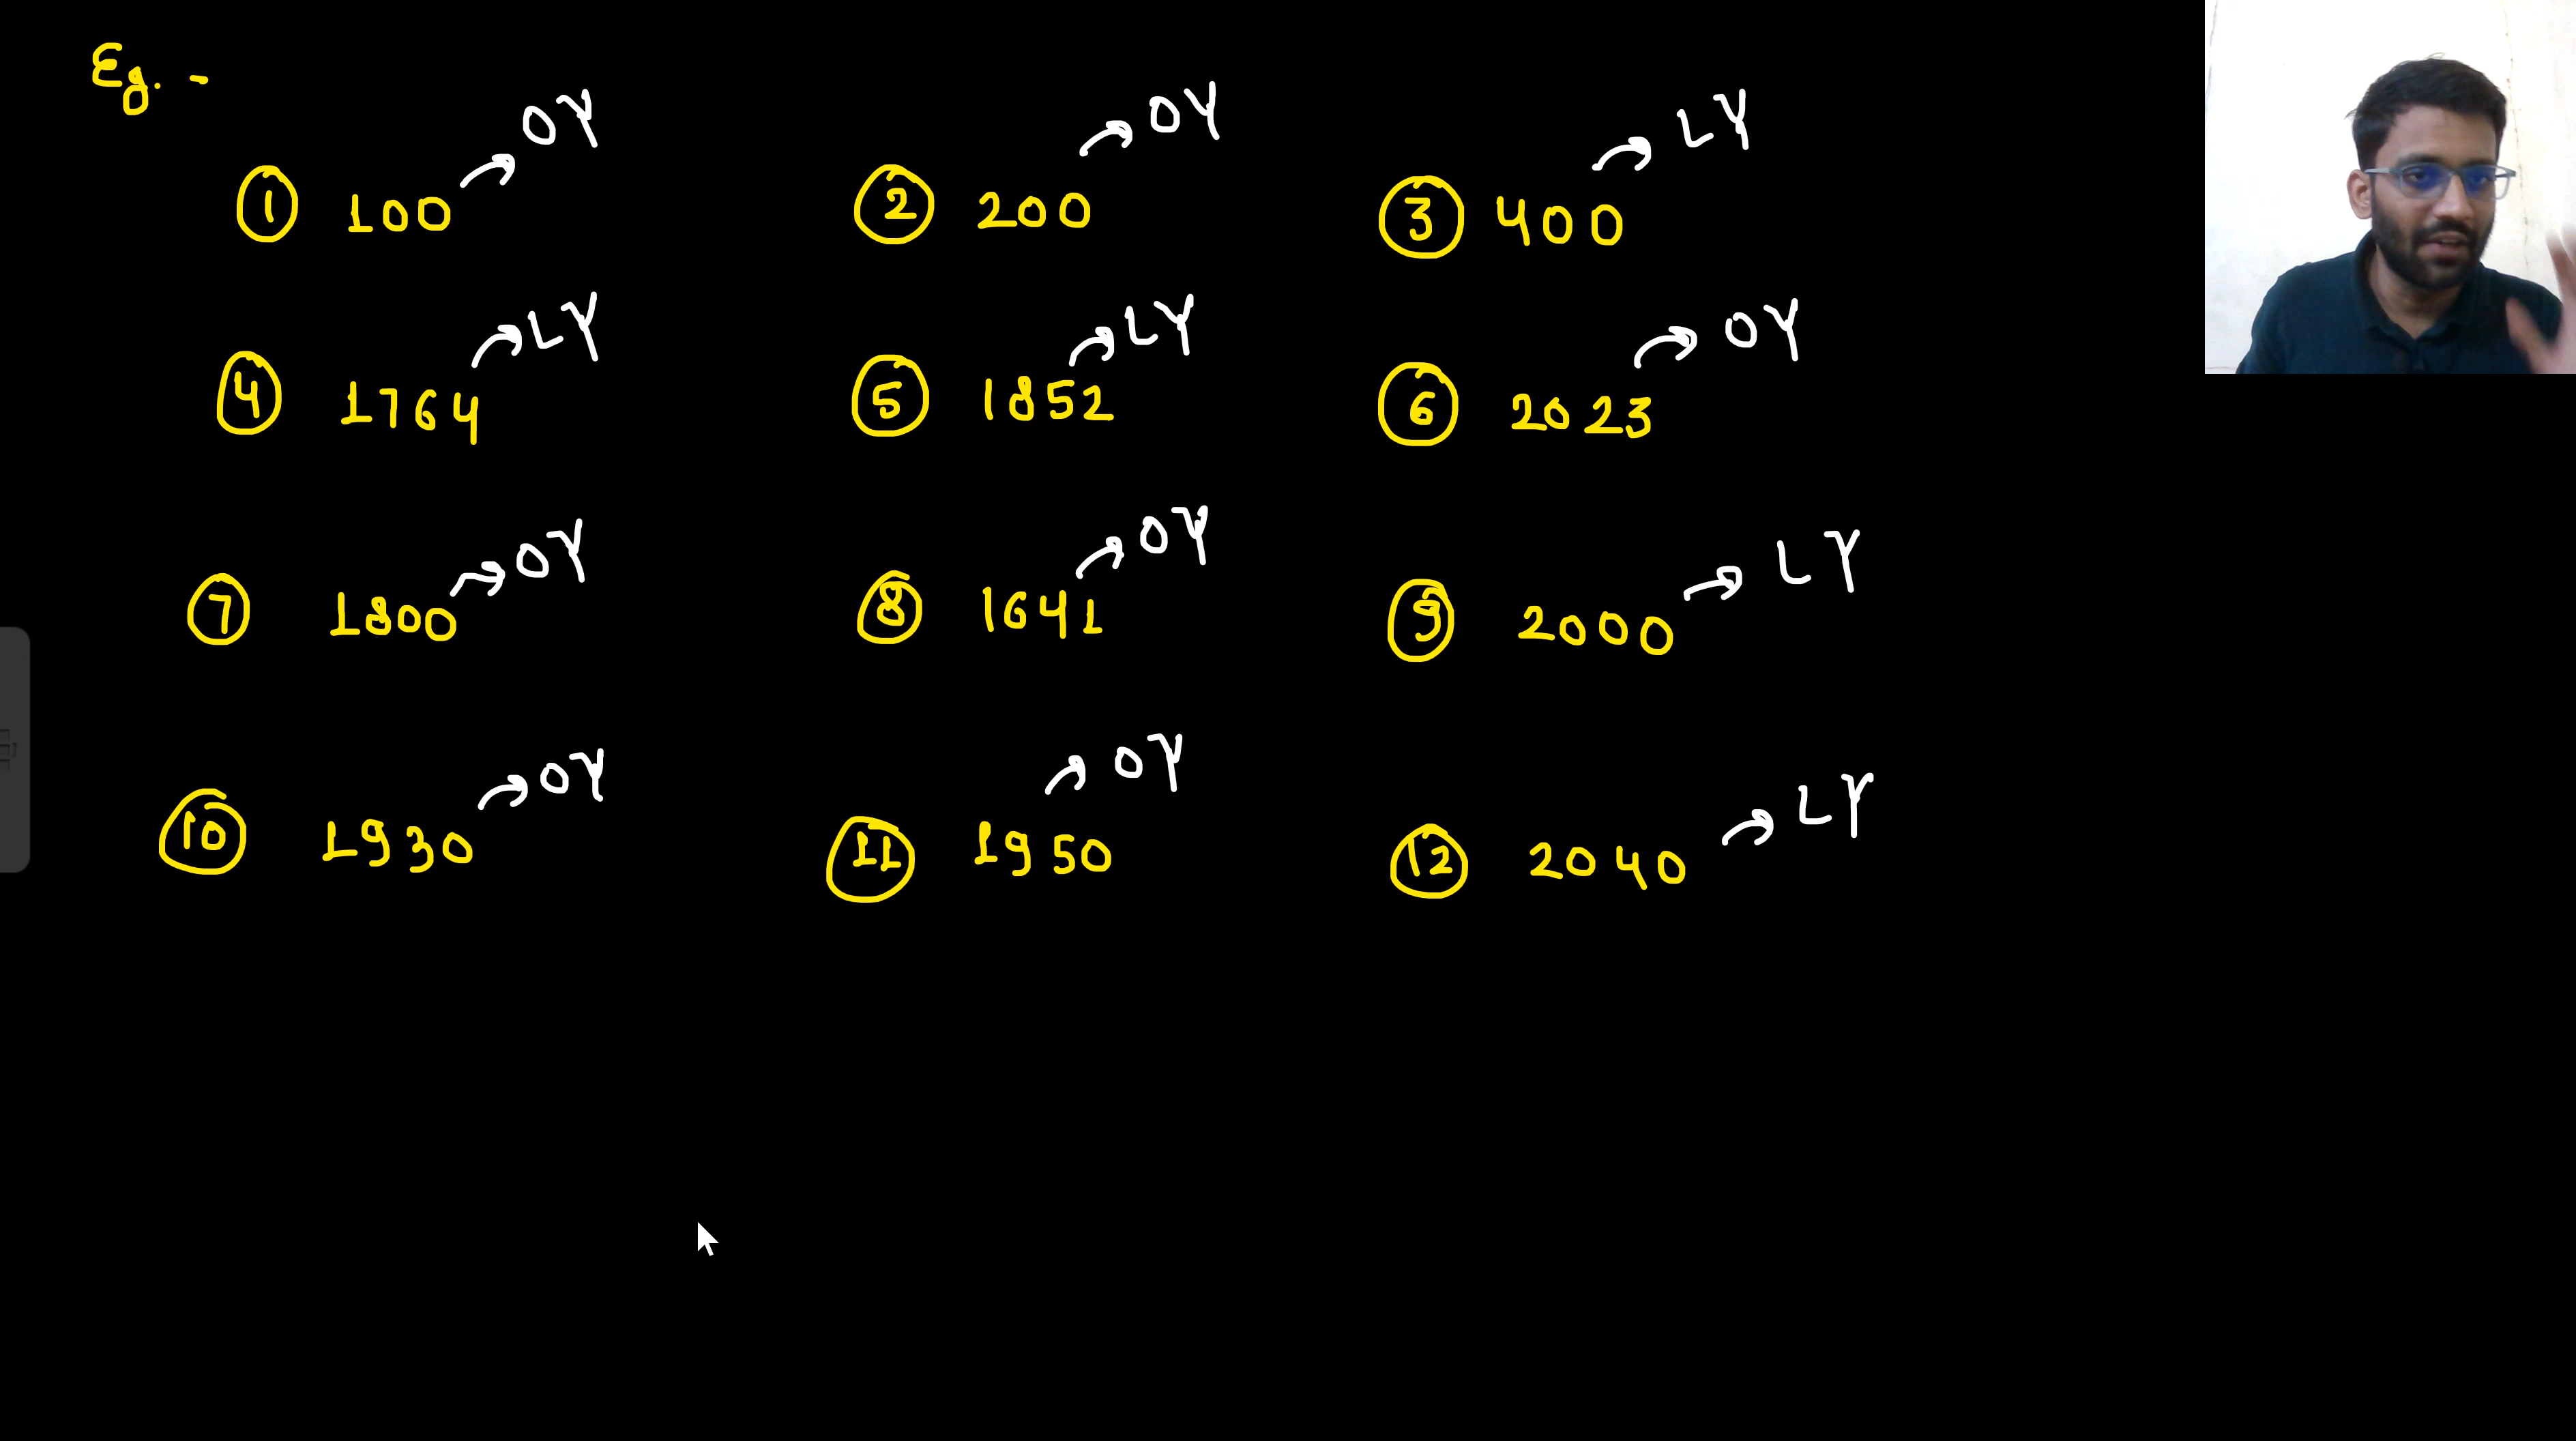 Eg. -
① 100 → OY ② 200 → OY ③ 400 → LY
④ 1764 → LY ⑤ 1852 → LY ⑥ 2023 → OY
⑦ 1800 → OY ⑧ 1641 → OY ⑨ 2000 → LY
⑩ 1930 → OY ⑪ 1950 → OY ⑫ 2040 → LY